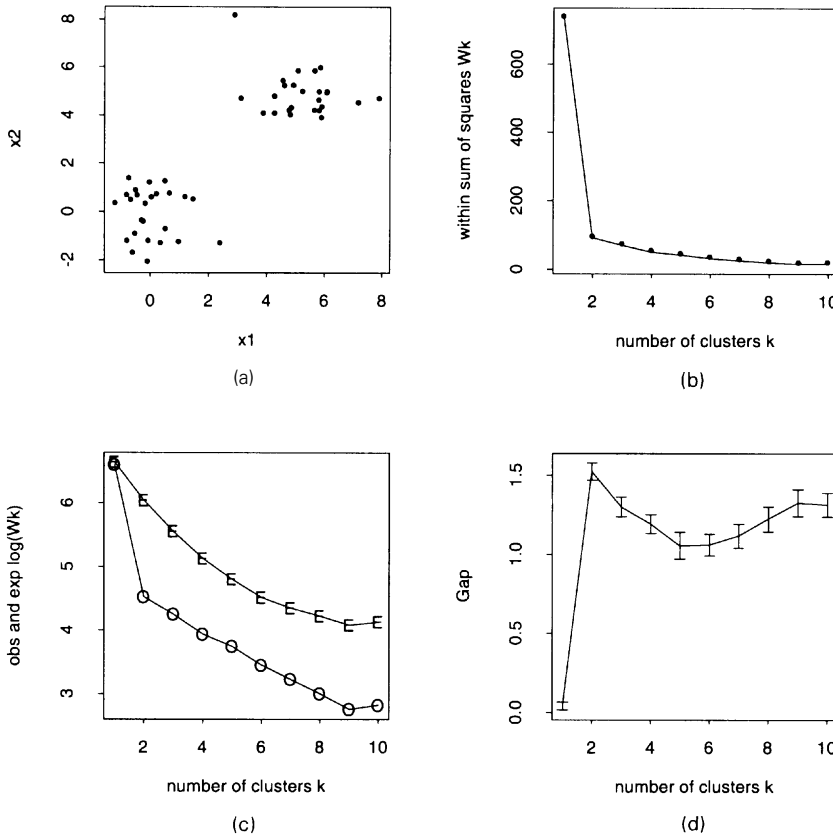 x2
8
6
4
2
0
-2
0 2 4 6 8
x1
(a)
within sum of squares Wk
600
400
200
0
2 4 6 8 10
number of clusters k
(b)
obs and exp log(Wk)
6
5
4
3
E E E E E E E E E E
O O O O O O O O O O
2 4 6 8 10
number of clusters k
(c)
Gap
1.5
1.0
0.5
0.0
2 4 6 8 10
number of clusters k
(d)